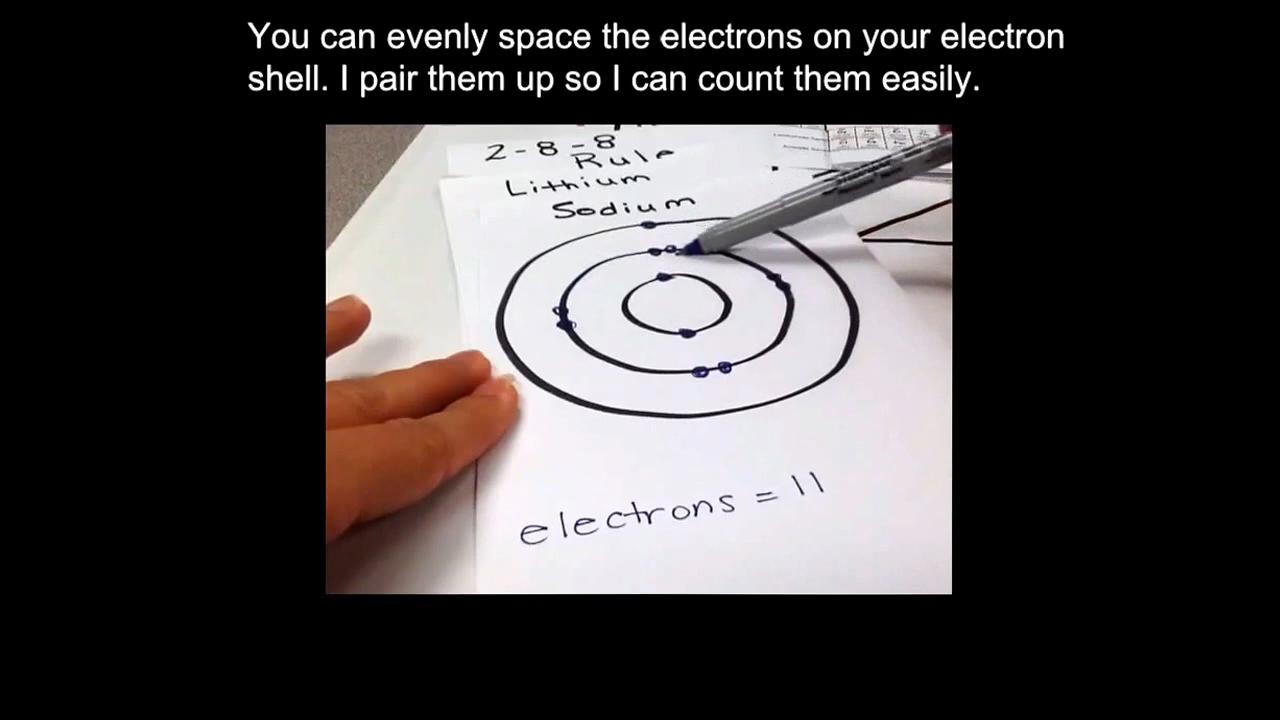 You can evenly space the electrons on your electron
shell. I pair them up so I can count them easily.
2-8-8
Rule
Lithium
Sodium
electrons = 11